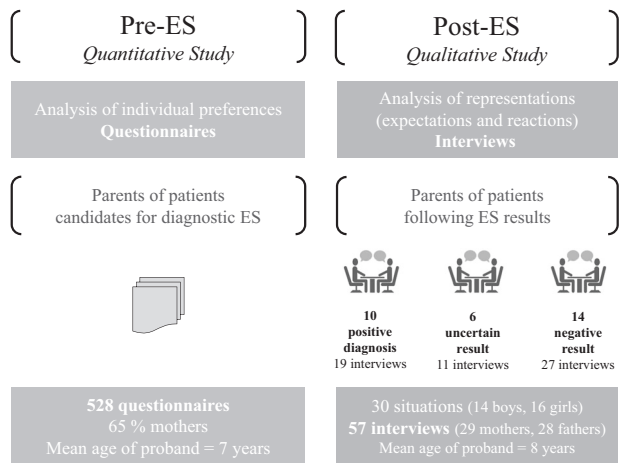 Pre-ES
Quantitative Study
Analysis of individual preferences
Questionnaires
Parents of patients
candidates for diagnostic ES
528 questionnaires
65 % mothers
Mean age of proband = 7 years
Post-ES
Qualitative Study
Analysis of representations
(expectations and reactions)
Interviews
Parents of patients
following ES results
10
positive
diagnosis
19 interviews
6
uncertain
result
11 interviews
14
negative
result
27 interviews
30 situations (14 boys, 16 girls)
57 interviews (29 mothers, 28 fathers)
Mean age of proband = 8 years